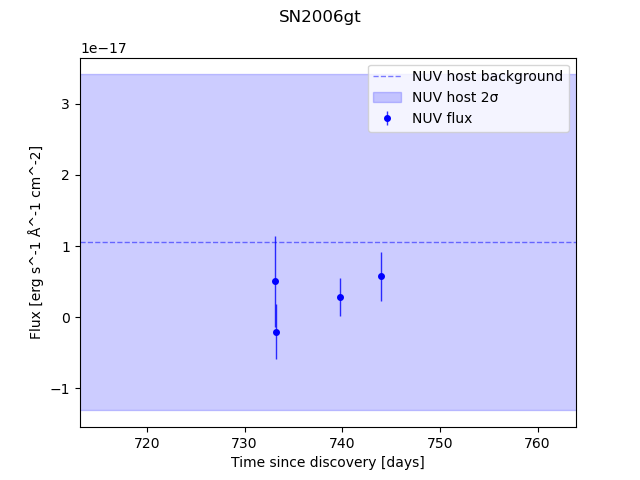 SN2006gt
1e−17
NUV host background
NUV host 2σ
NUV flux
3
2
1
0
−1
Flux [erg s^-1 Å^-1 cm^-2]
720
730
740
750
760
Time since discovery [days]